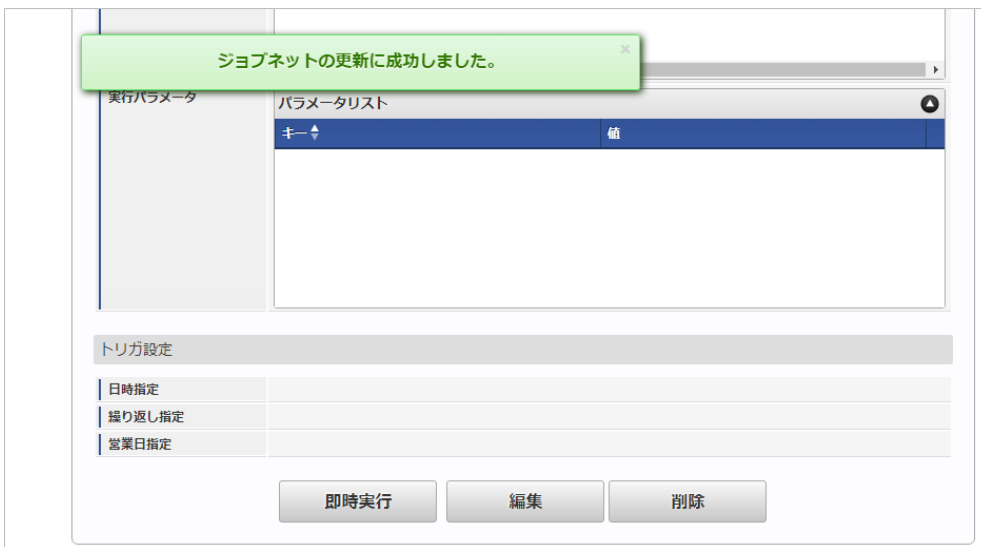 ジョブネットの更新に成功しました。
×
実行パラメータ
パラメータリスト
キー
値
トリガ設定
日時指定
繰り返し指定
営業日指定
即時実行 編集 削除